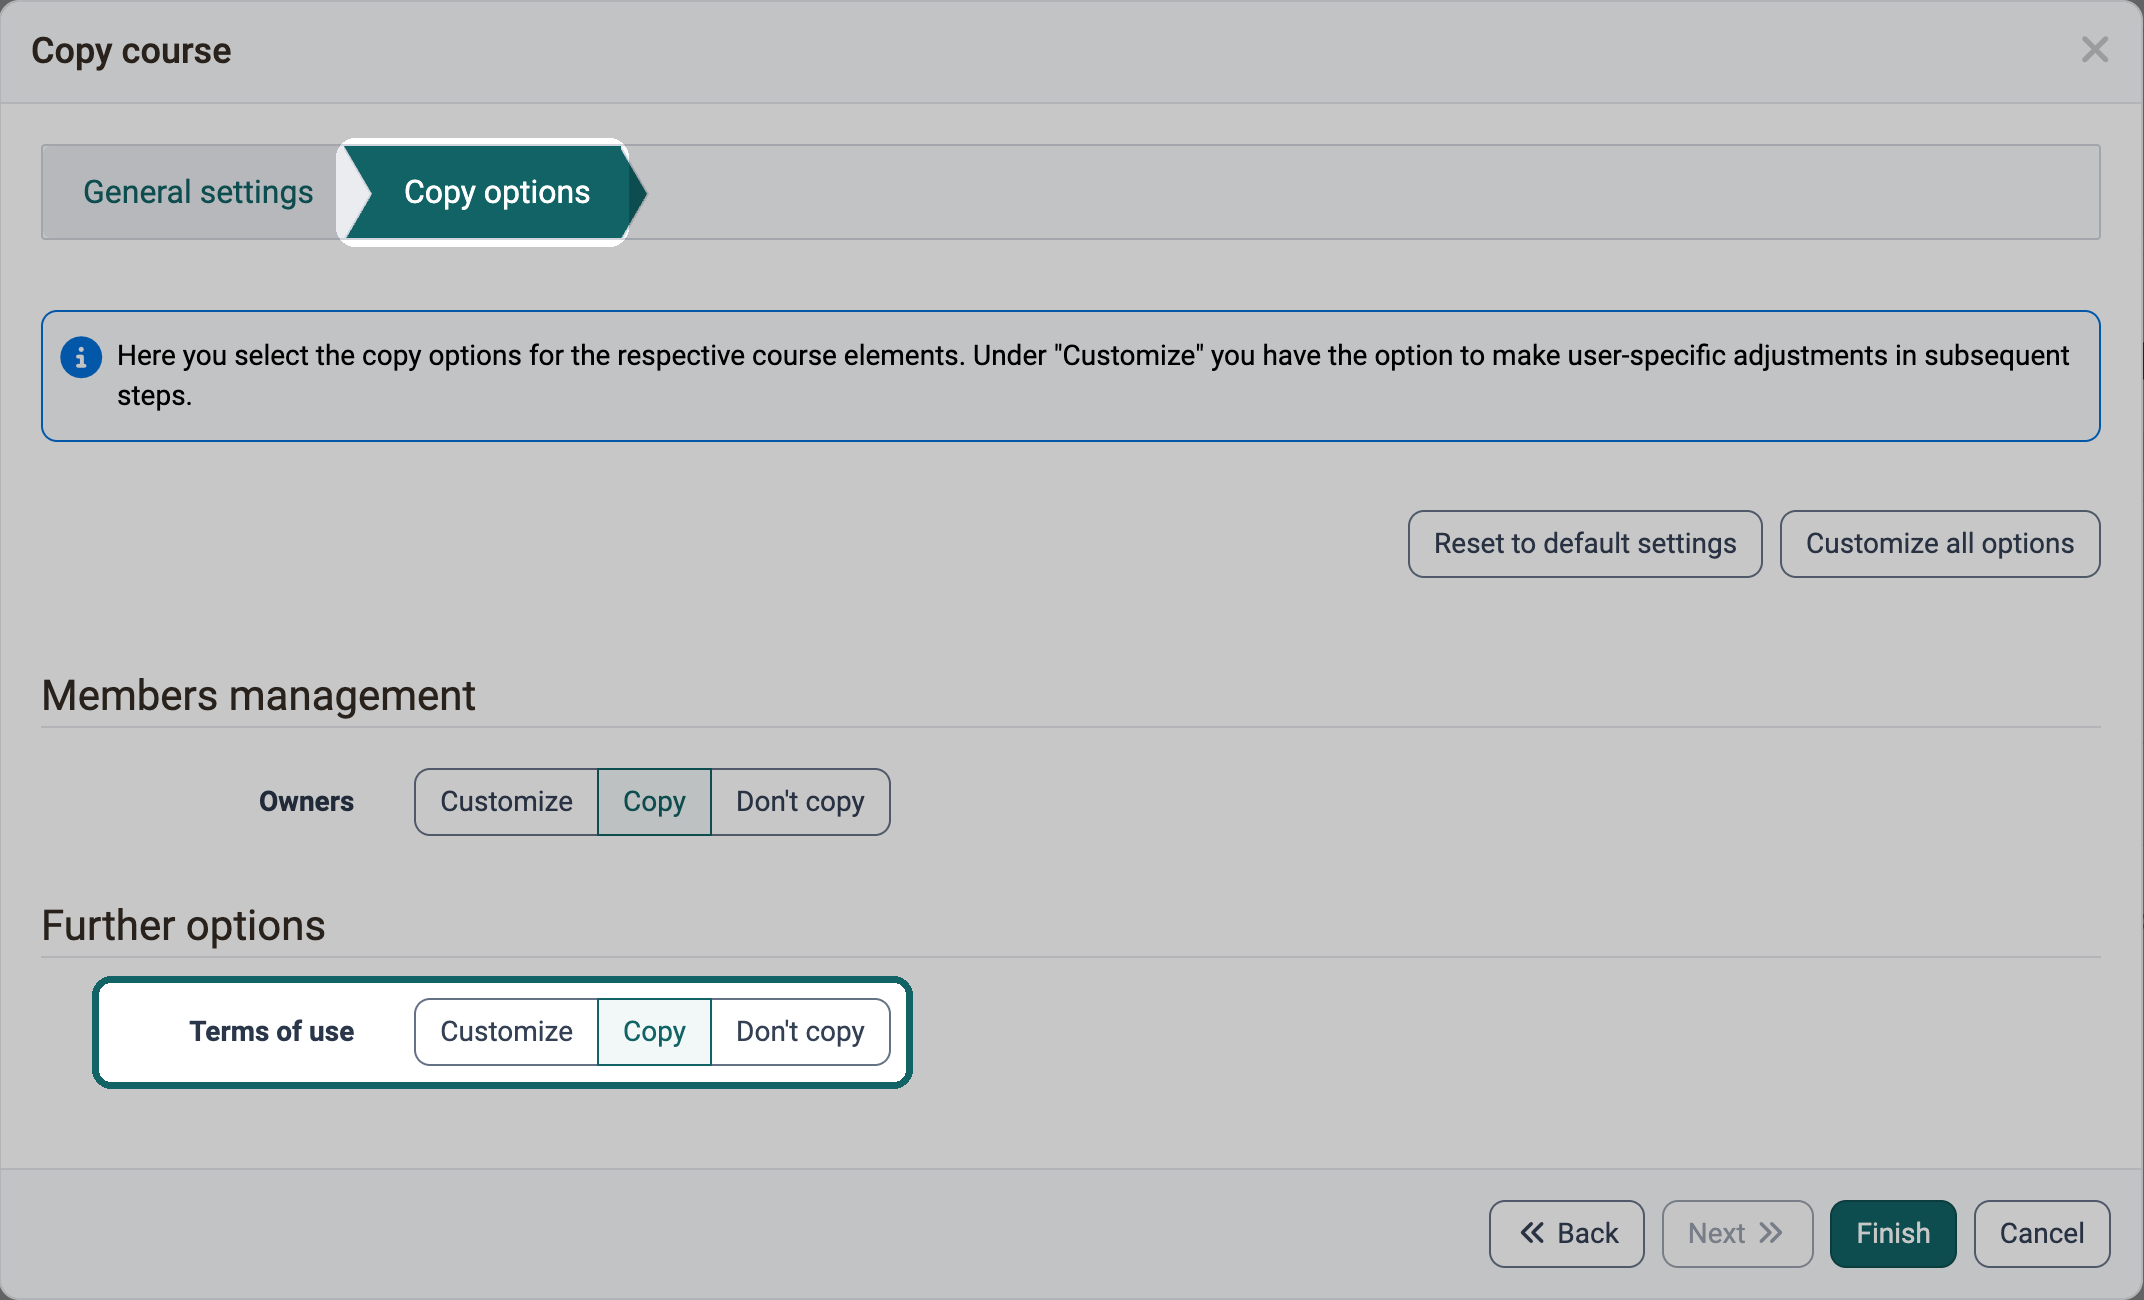 Copy course
General settings
Copy options
Here you select the copy options for the respective course elements. Under "Customize" you have the option to make user-specific adjustments in subsequent
steps.
Reset to default settings
Customize all options
Members management
Owners
Customize
Copy
Don't copy
Further options
Terms of use
Customize
Copy
Don't copy
Back
Next
Finish
Cancel